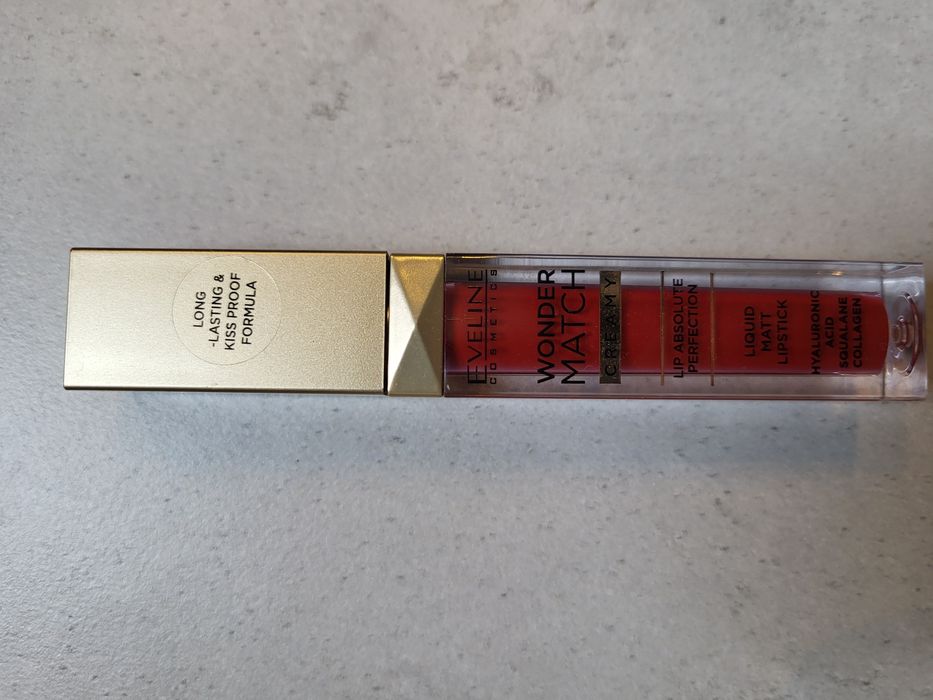 LONG
-LASTING &
KISS PROOF
FORMULA
EVELINE
COSMETICS
WONDER
MATCH
CREAMY
LIP ABSOLUTE
PERFECTION
LIQUID
MATT
LIPSTICK
HYALURONIC
ACID
SQUALANE
COLLAGEN